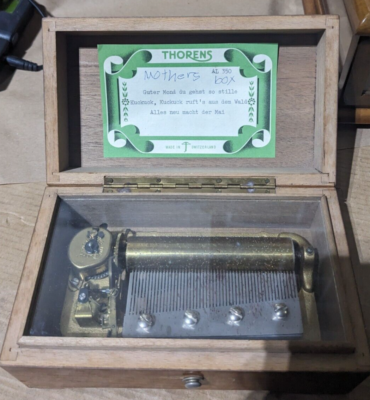 THORENS
Mothers box
AL 350
Guter Mond du gehst so stille
Kuckuck, Kuckuck ruft's aus dem Wald
Alles neu macht der Mai
MADE IN SWITZERLAND